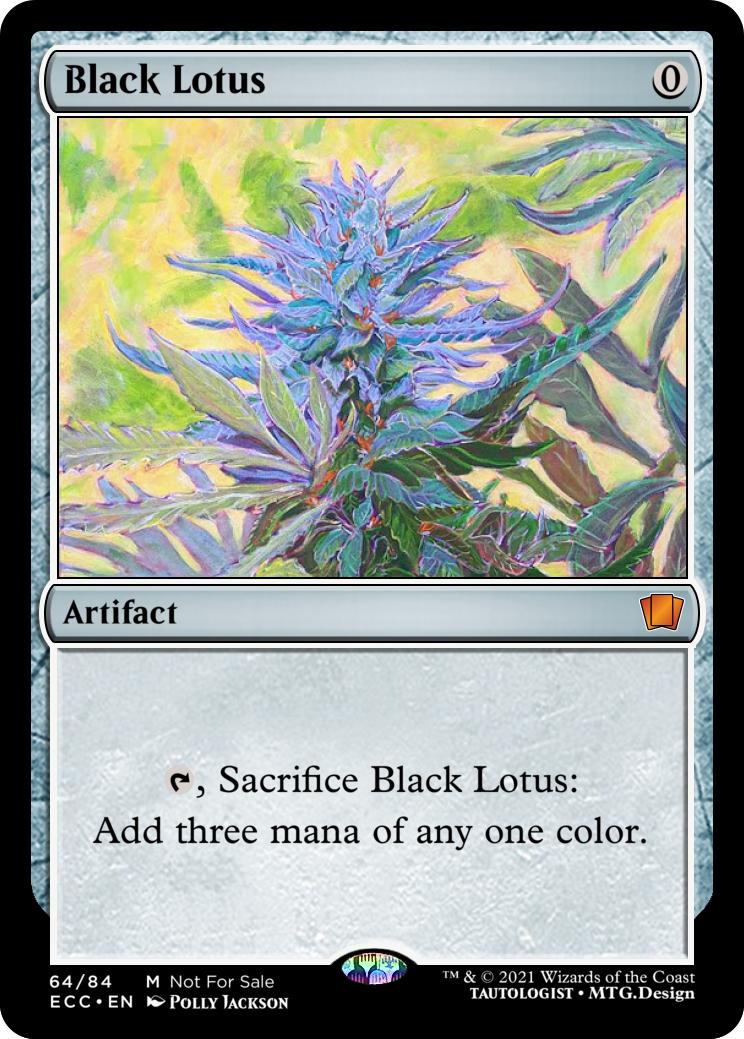 Black Lotus 0
Artifact
, Sacrifice Black Lotus:
Add three mana of any one color.
64/84 M Not For Sale
ECC • EN POLLY JACKSON
™ & © 2021 Wizards of the Coast
TAUTOLOGIST • MTG.Design